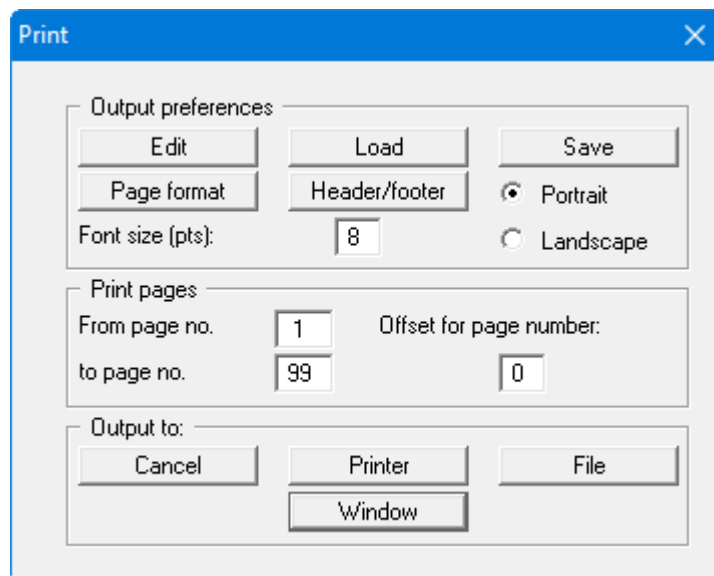 Print
Output preferences
Edit Load Save
Page format Header/footer Portrait
Font size (pts): 8 Landscape
Print pages
From page no. 1 Offset for page number:
to page no. 99 0
Output to:
Cancel Printer File
Window